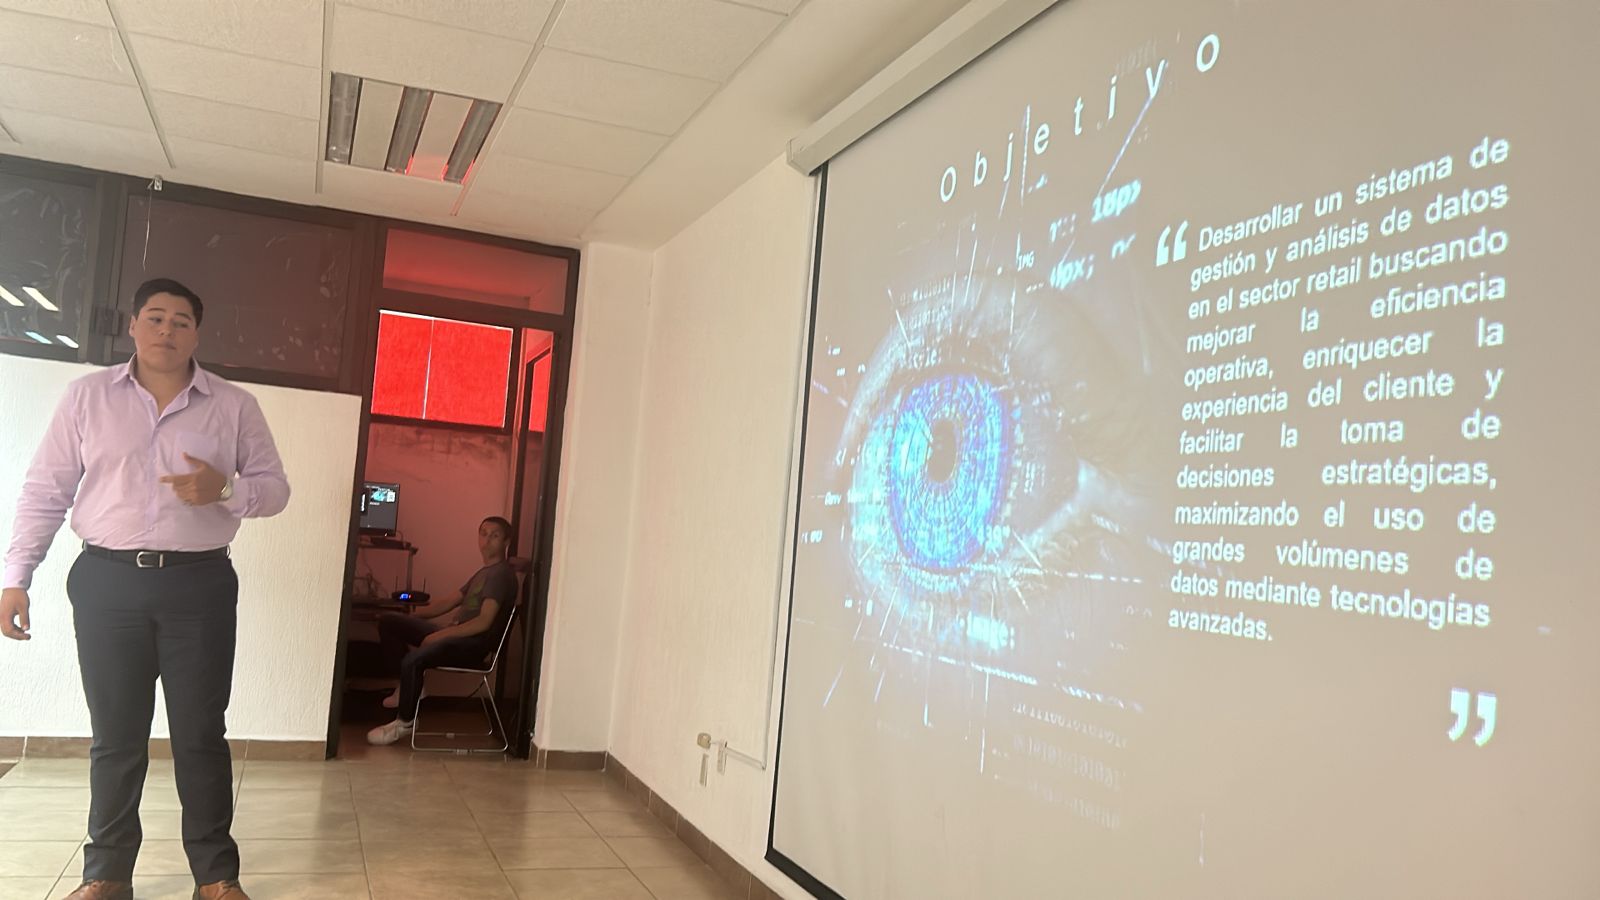 Objetivo
“ Desarrollar un sistema de
gestión y análisis de datos
en el sector retail buscando
mejorar la eficiencia
operativa, enriquecer la
experiencia del cliente y
facilitar la toma de
decisiones estratégicas,
maximizando el uso de
grandes volúmenes de
datos mediante tecnologías
avanzadas.
”
18px
IMG